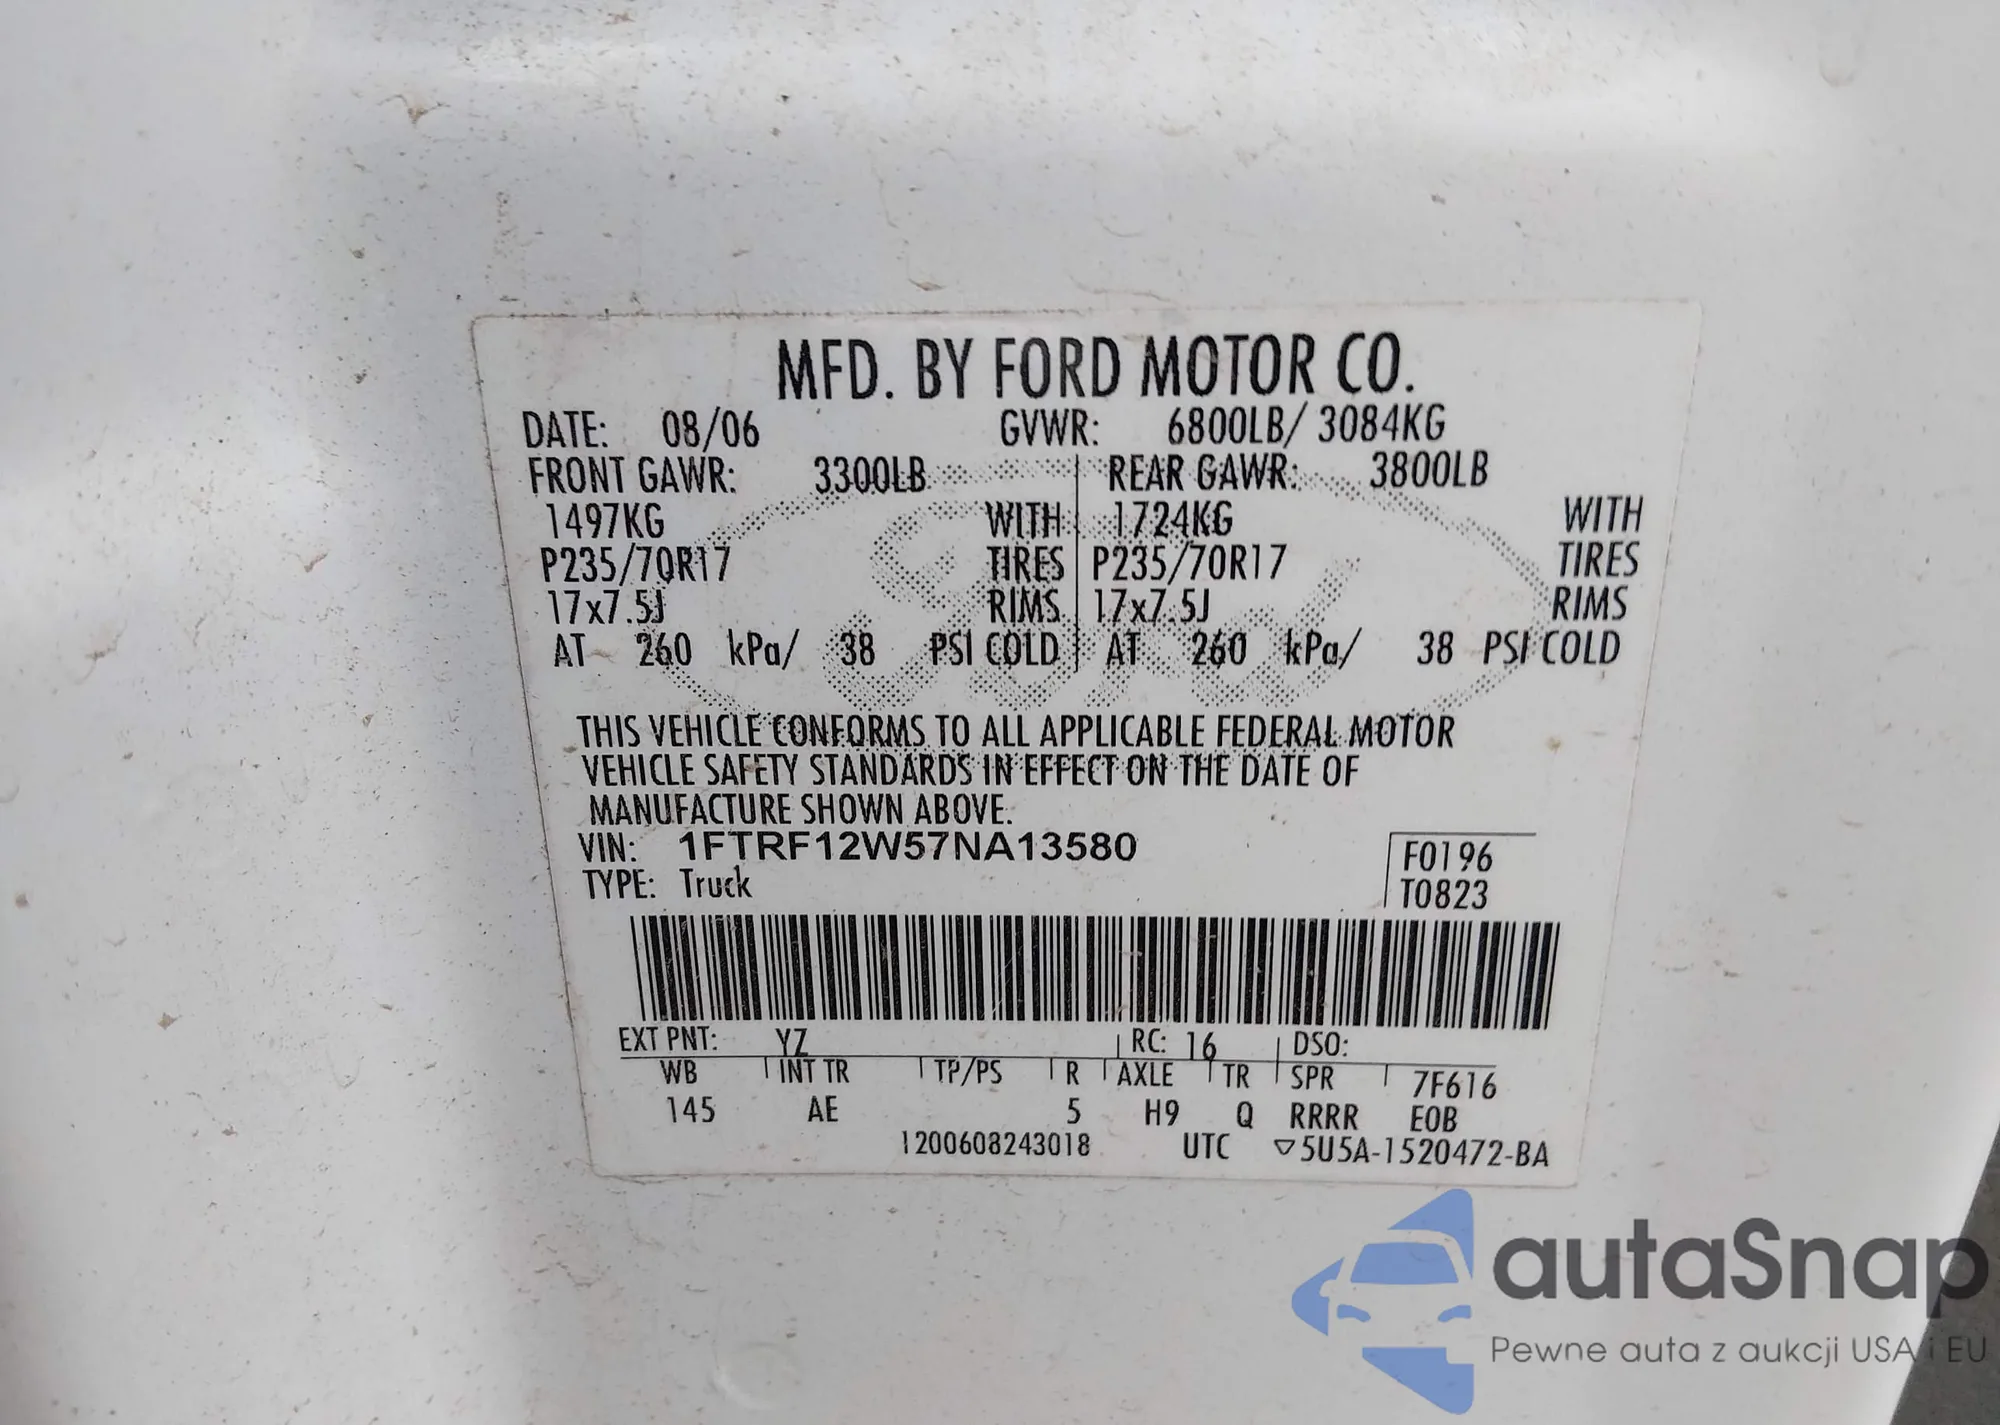 MFD. BY FORD MOTOR CO.
DATE: 08/06 GVWR: 6800LB/ 3084KG
FRONT GAWR: 3300LB REAR GAWR: 3800LB
1497KG WITH 1724KG WITH
P235/70R17 TIRES P235/70R17 TIRES
17x7.5J RIMS 17x7.5J RIMS
AT 260 kPa/ 38 PSI COLD AT 260 kPa/ 38 PSI COLD
Ford
THIS VEHICLE CONFORMS TO ALL APPLICABLE FEDERAL MOTOR
VEHICLE SAFETY STANDARDS IN EFFECT ON THE DATE OF
MANUFACTURE SHOWN ABOVE.
VIN: 1FTRF12W57NA13580 F0196
TYPE: Truck T0823
EXT PNT: YZ RC: 16 DSO:
WB INT TR TP/PS R AXLE TR SPR 7F616
145 AE 5 H9 Q RRRR EOB
1200608243018 UTC ▽5U5A-1520472-BA
autaSnap
Pewne auta z aukcji USA i EU